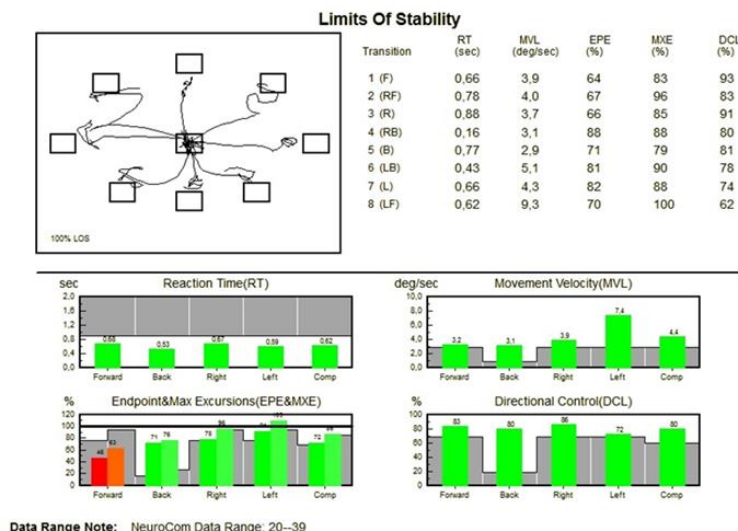 Limits Of Stability
Transition RT (sec) MVL (deg/sec) EPE (%) MXE (%) DCL (%)
1 (F) 0,66 3,9 64 83 93
2 (RF) 0,78 4,0 67 96 83
3 (R) 0,88 3,7 66 85 91
4 (RB) 0,16 3,1 88 88 80
5 (B) 0,77 2,9 71 79 81
6 (LB) 0,43 5,1 81 90 78
7 (L) 0,66 4,3 82 88 74
8 (LF) 0,62 9,3 70 100 62
100% LOS
sec Reaction Time(RT)
2,0
1,6
1,2
0,8
0,4
0,0
0,68 0,53 0,67 0,59 0,62
Forward Back Right Left Comp
deg/sec Movement Velocity(MVL)
10,0
8,0
6,0
4,0
2,0
0,0
3,2 3,1 3,9 7,4 4,4
Forward Back Right Left Comp
% Endpoint&Max Excursions(EPE&MXE)
120
100
80
60
40
20
0
46 63 71 76 78 96 72
Forward Back Right Left Comp
% Directional Control(DCL)
120
100
80
60
40
20
0
83 80 86 72 80
Forward Back Right Left Comp
Data Range Note: NeuroCom Data Range: 20--39